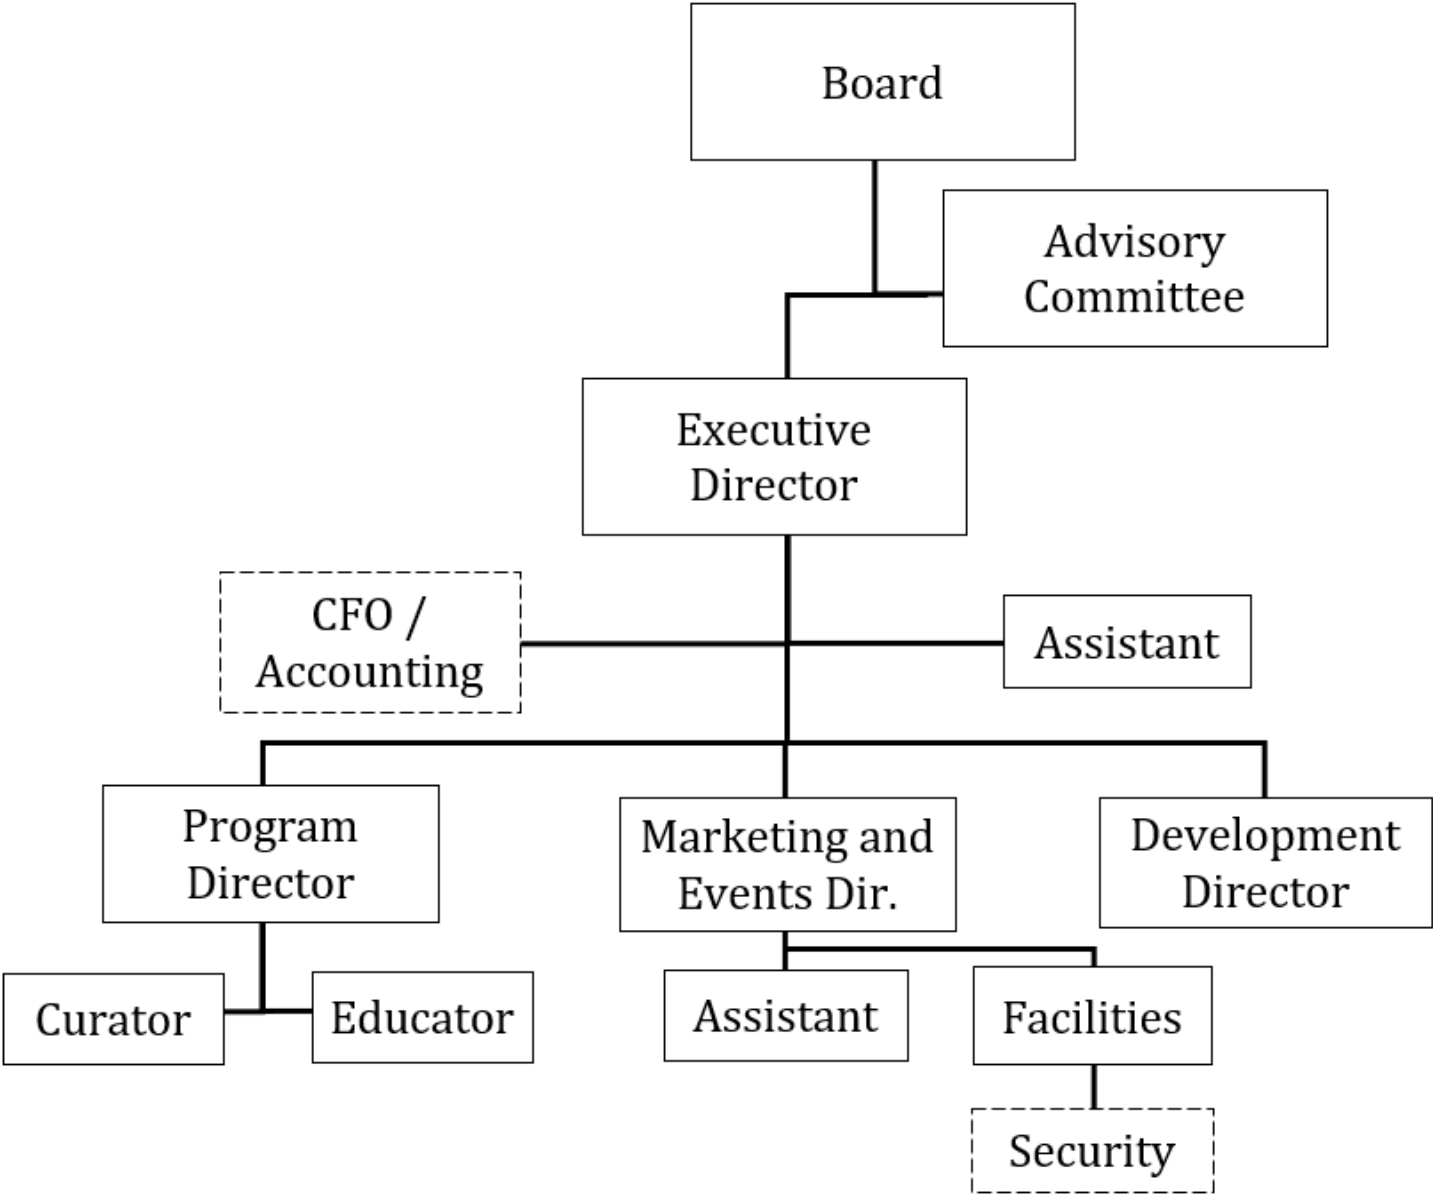 Board
Advisory
Committee
Executive
Director
CFO /
Accounting
Assistant
Program
Director
Marketing and
Events Dir.
Development
Director
Curator
Educator
Assistant
Facilities
Security